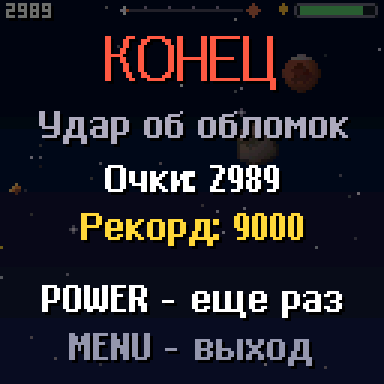 2989
КОНЕЦ
Удар об обломок
Очки: 2989
Рекорд: 9000
POWER - еще раз
MENU - выход